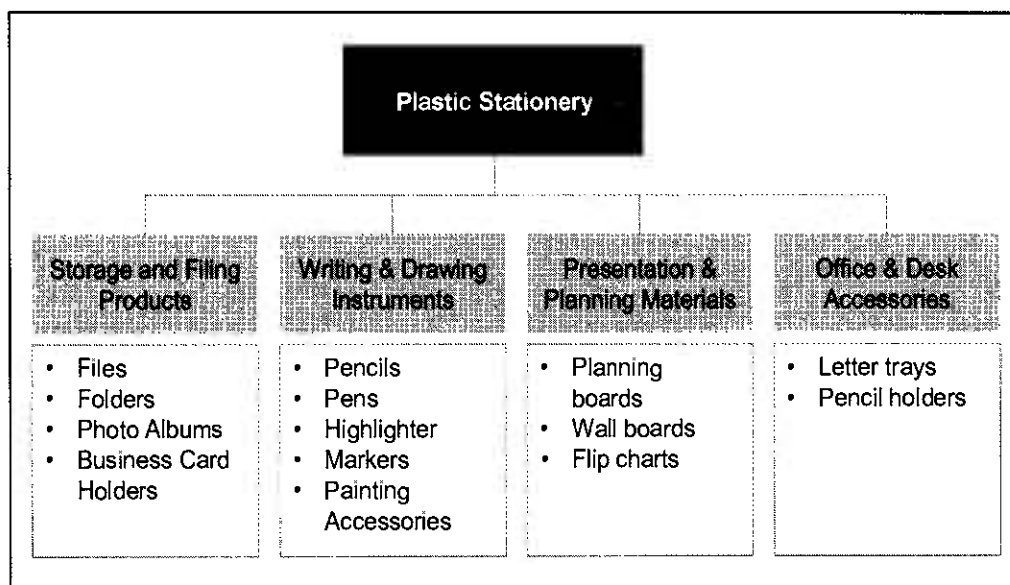 Plastic Stationery
Storage and Filing
Products
• Files
• Folders
• Photo Albums
• Business Card
Holders
Writing & Drawing
Instruments
• Pencils
• Pens
• Highlighter
• Markers
• Painting
Accessories
Presentation &
Planning Materials
• Planning
boards
• Wall boards
• Flip charts
Office & Desk
Accessories
• Letter trays
• Pencil holders